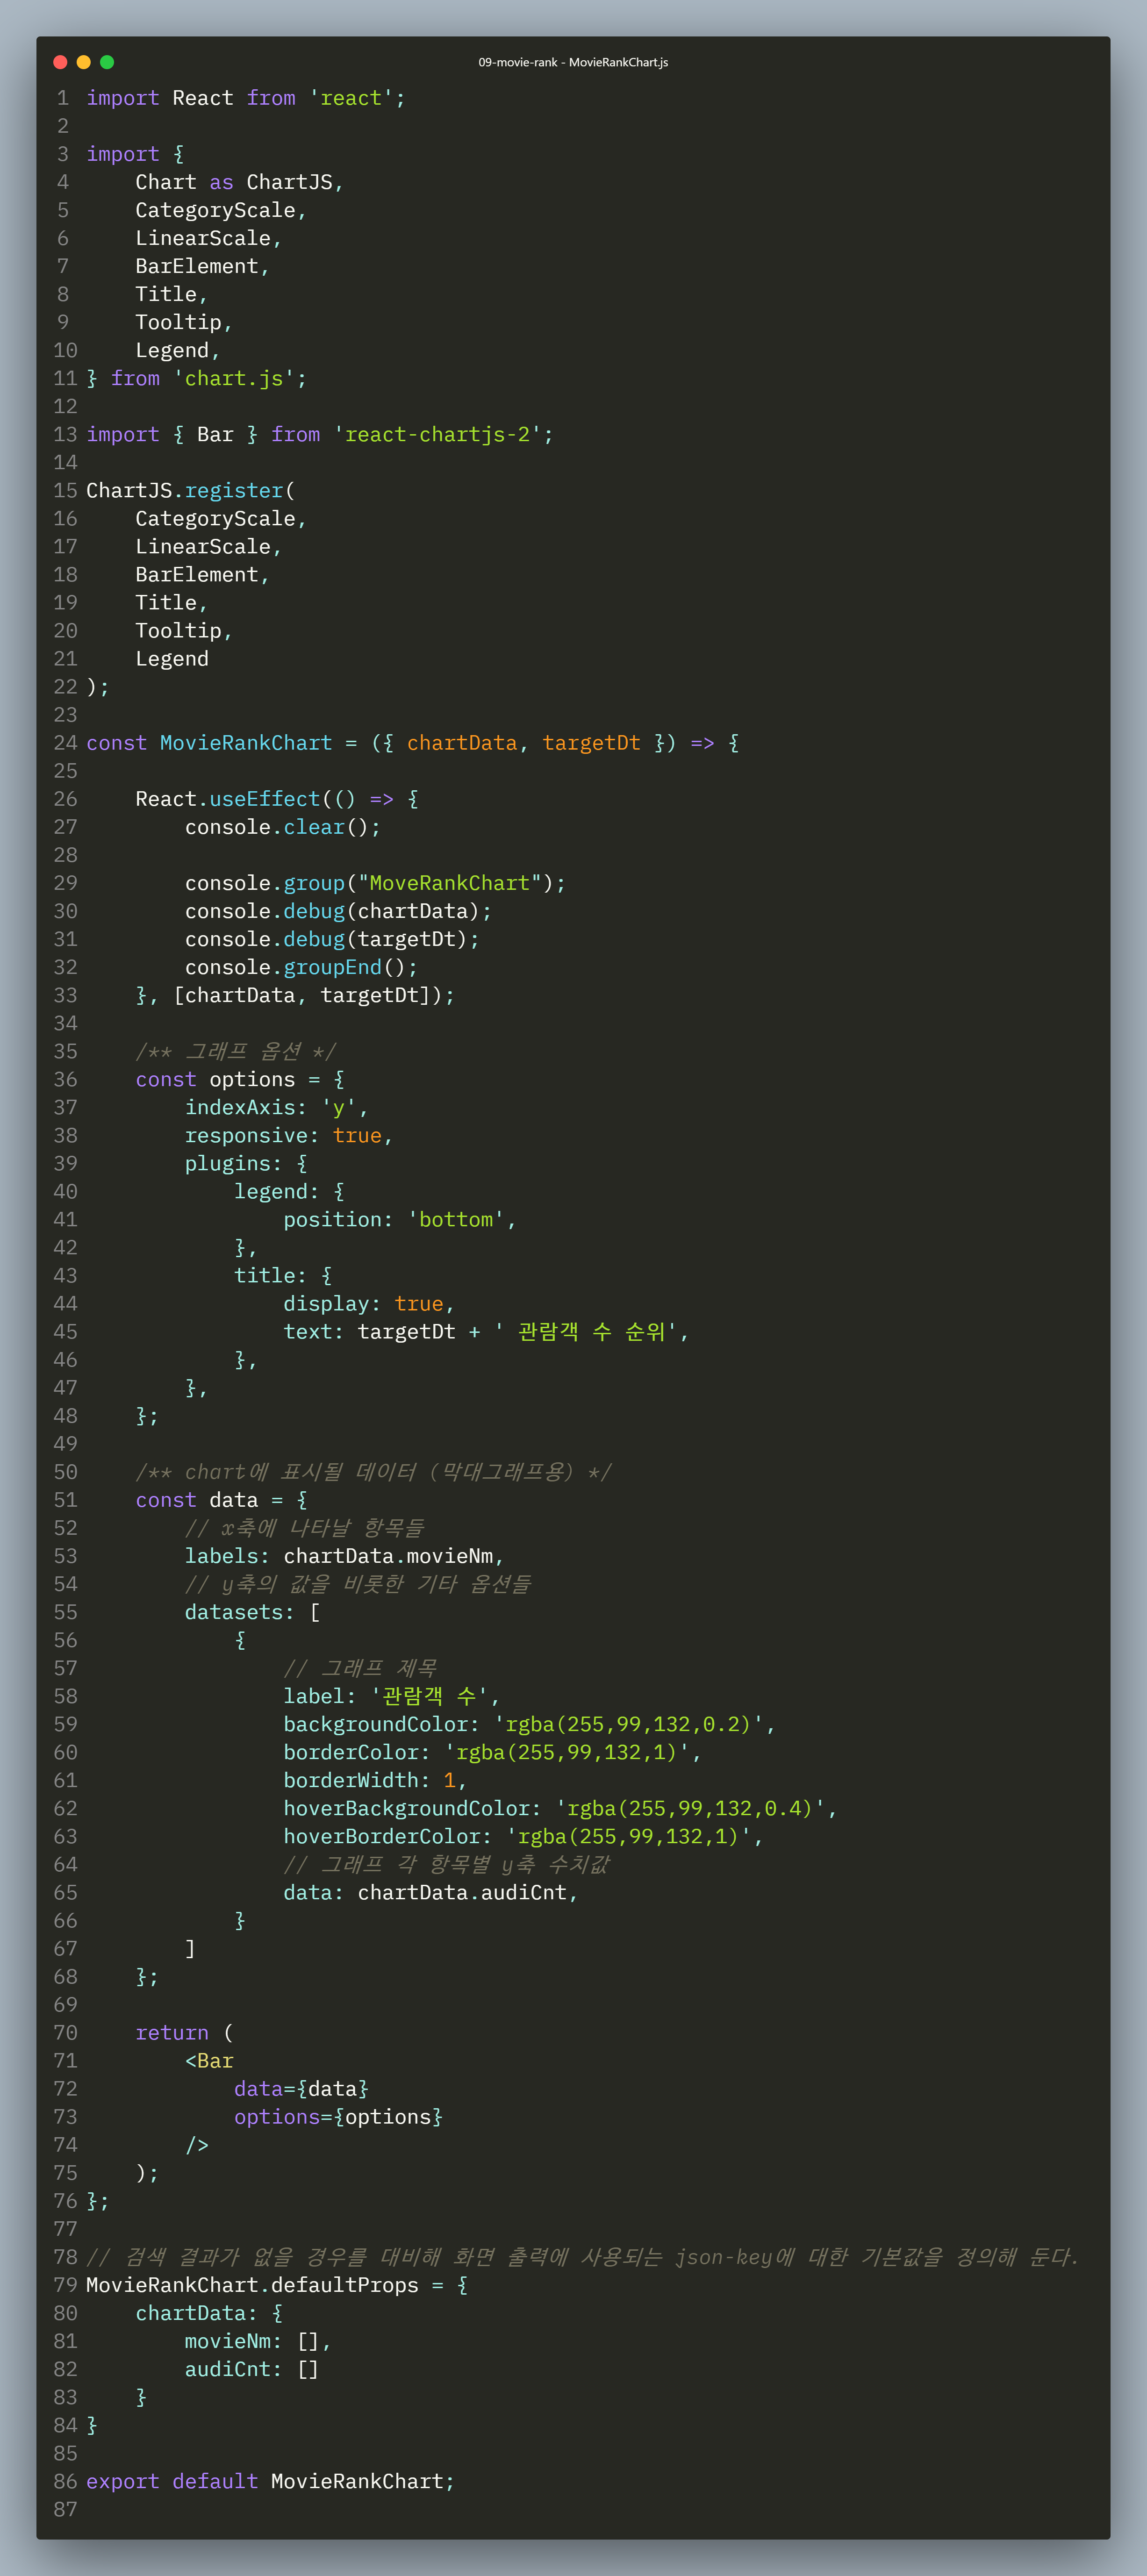 09-movie-rank - MovieRankChart.js
1 import React from 'react';
2
3 import {
4     Chart as ChartJS,
5     CategoryScale,
6     LinearScale,
7     BarElement,
8     Title,
9     Tooltip,
10     Legend,
11 } from 'chart.js';
12
13 import { Bar } from 'react-chartjs-2';
14
15 ChartJS.register(
16     CategoryScale,
17     LinearScale,
18     BarElement,
19     Title,
20     Tooltip,
21     Legend
22 );
23
24 const MovieRankChart = ({ chartData, targetDt }) => {
25
26     React.useEffect(() => {
27         console.clear();
28
29         console.group("MoveRankChart");
30         console.debug(chartData);
31         console.debug(targetDt);
32         console.groupEnd();
33     }, [chartData, targetDt]);
34
35     /** 그래프 옵션 */
36     const options = {
37         indexAxis: 'y',
38         responsive: true,
39         plugins: {
40             legend: {
41                 position: 'bottom',
42             },
43             title: {
44                 display: true,
45                 text: targetDt + ' 관람객 수 순위',
46             },
47         },
48     };
49
50     /** chart에 표시될 데이터 (막대그래프용) */
51     const data = {
52         // x축에 나타날 항목들
53         labels: chartData.movieNm,
54         // y축의 값을 비롯한 기타 옵션들
55         datasets: [
56             {
57                 // 그래프 제목
58                 label: '관람객 수',
59                 backgroundColor: 'rgba(255,99,132,0.2)',
60                 borderColor: 'rgba(255,99,132,1)',
61                 borderWidth: 1,
62                 hoverBackgroundColor: 'rgba(255,99,132,0.4)',
63                 hoverBorderColor: 'rgba(255,99,132,1)',
64                 // 그래프 각 항목별 y축 수치값
65                 data: chartData.audiCnt,
66             }
67         ]
68     };
69
70     return (
71         <Bar
72             data={data}
73             options={options}
74         />
75     );
76 };
77
78 // 검색 결과가 없을 경우를 대비해 화면 출력에 사용되는 json-key에 대한 기본값을 정의해 둔다.
79 MovieRankChart.defaultProps = {
80     chartData: {
81         movieNm: [],
82         audiCnt: []
83     }
84 }
85
86 export default MovieRankChart;
87